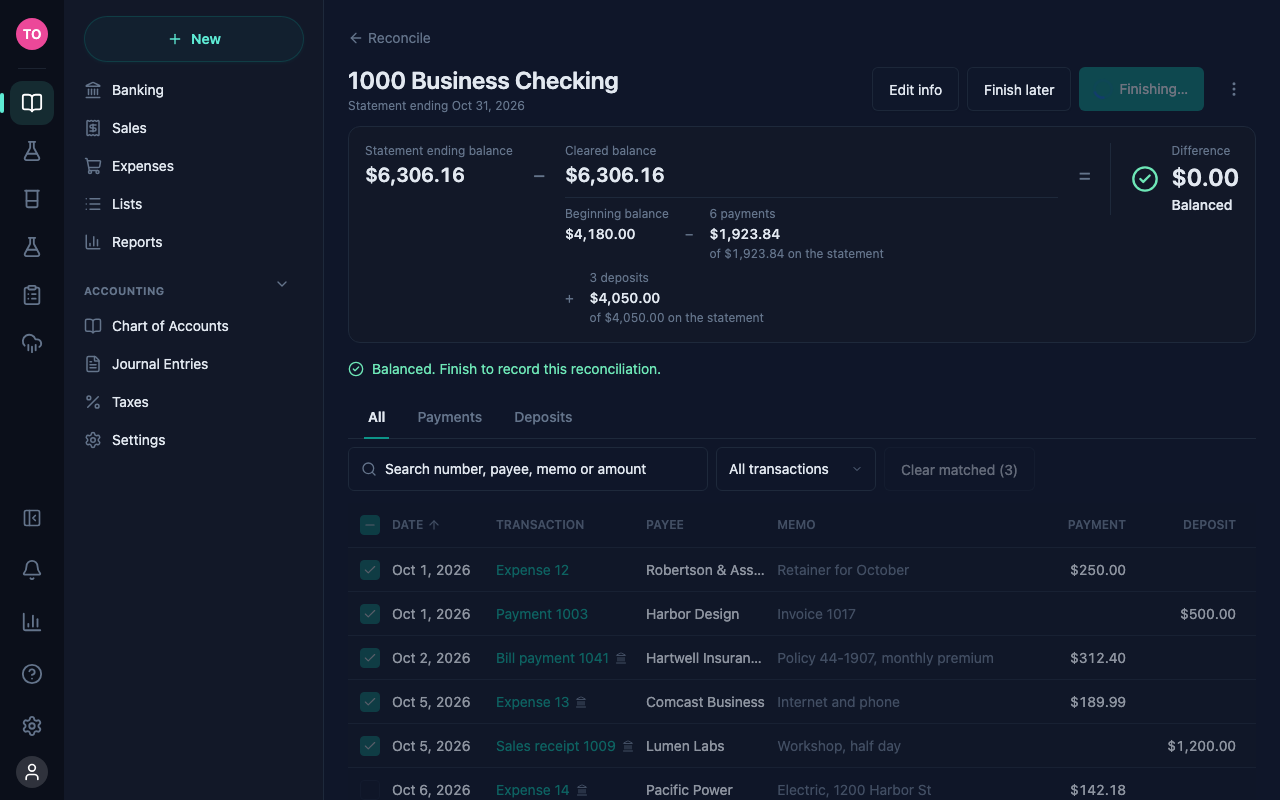 TO
New
Banking
Sales
Expenses
Lists
Reports
ACCOUNTING
Chart of Accounts
Journal Entries
Taxes
Settings
Reconcile
1000 Business Checking
Statement ending Oct 31, 2026
Edit info
Finish later
Finishing...
Statement ending balance
$6,306.16
−
Cleared balance
$6,306.16
Beginning balance
$4,180.00
−
6 payments
$1,923.84
of $1,923.84 on the statement
+
3 deposits
$4,050.00
of $4,050.00 on the statement
=
Difference
$0.00
Balanced
Balanced. Finish to record this reconciliation.
All Payments Deposits
Search number, payee, memo or amount
All transactions
Clear matched (3)
DATE TRANSACTION PAYEE MEMO PAYMENT DEPOSIT
Oct 1, 2026 Expense 12 Robertson & Ass... Retainer for October $250.00
Oct 1, 2026 Payment 1003 Harbor Design Invoice 1017 $500.00
Oct 2, 2026 Bill payment 1041 Hartwell Insuran... Policy 44-1907, monthly premium $312.40
Oct 5, 2026 Expense 13 Comcast Business Internet and phone $189.99
Oct 5, 2026 Sales receipt 1009 Lumen Labs Workshop, half day $1,200.00
Oct 6, 2026 Expense 14 Pacific Power Electric, 1200 Harbor St $142.18